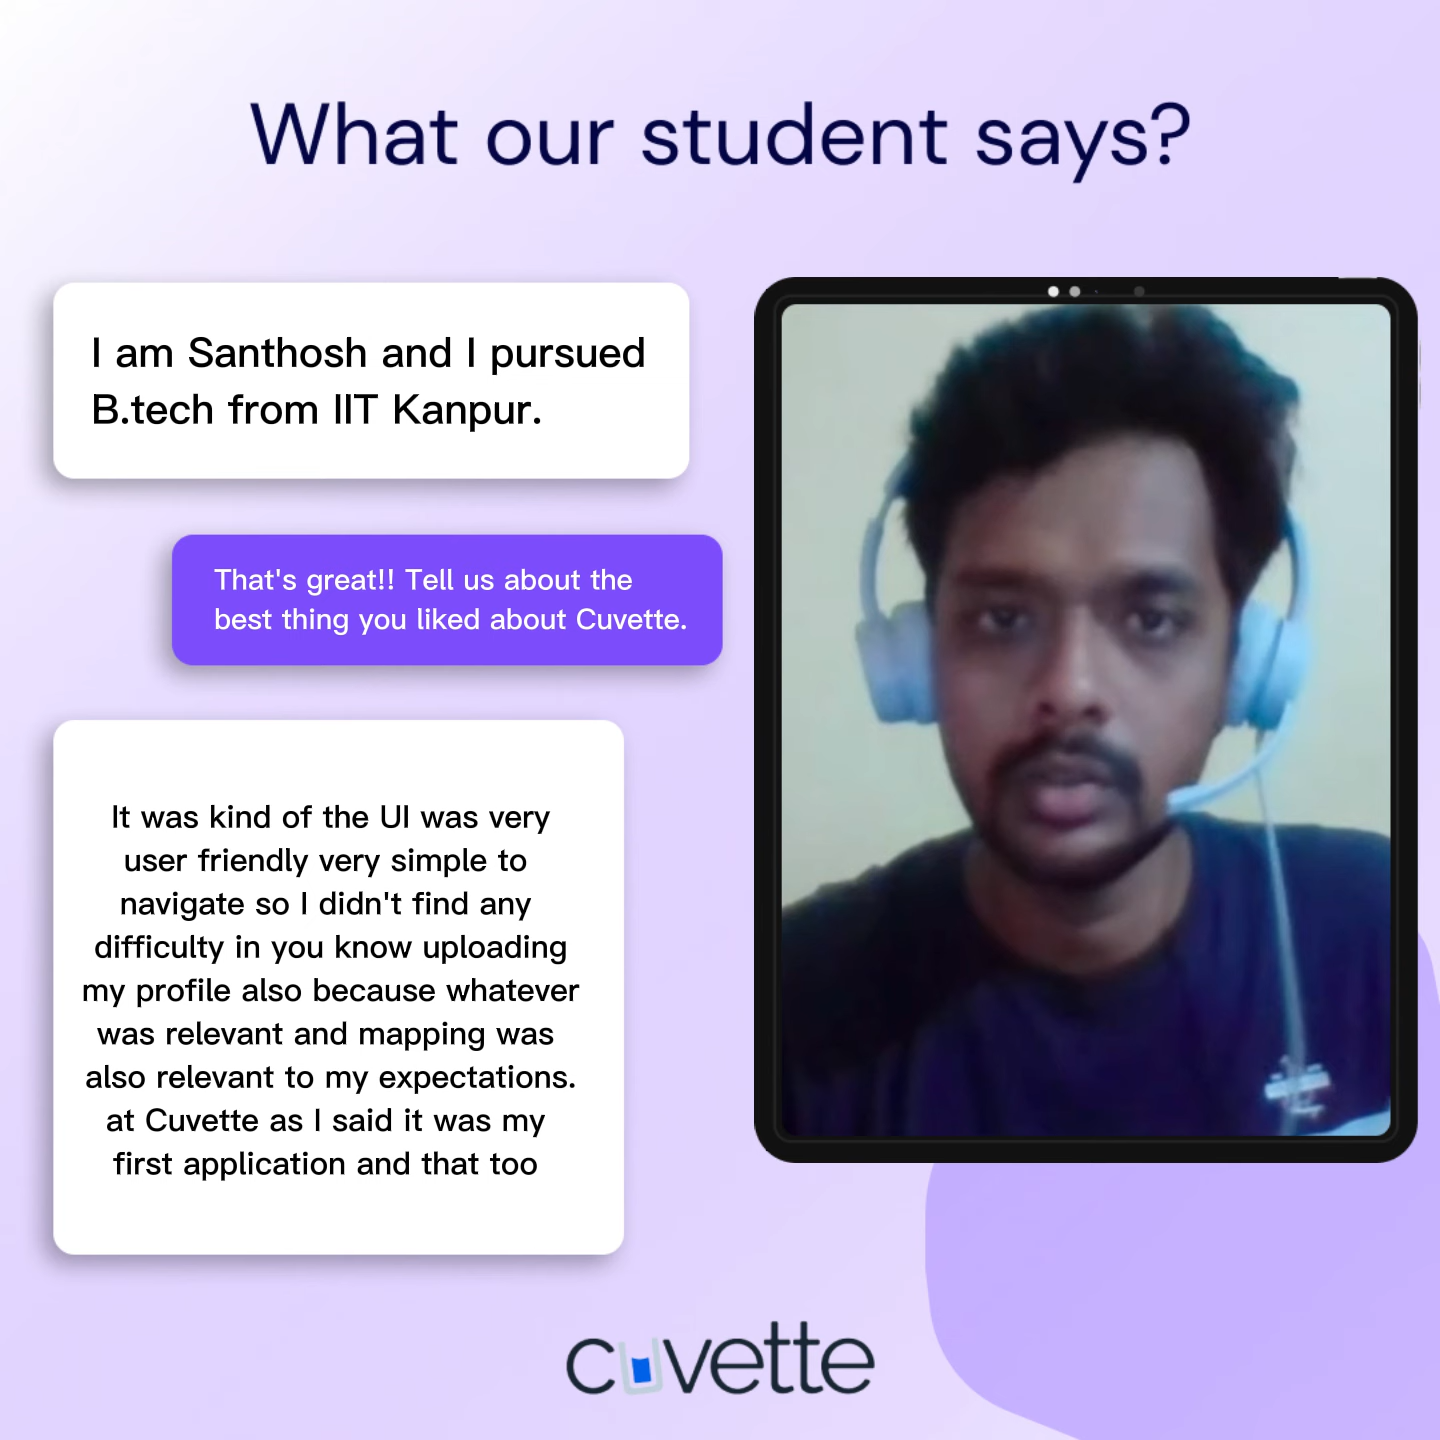 What our student says?
I am Santhosh and I pursued
B.tech from IIT Kanpur.
That's great!! Tell us about the
best thing you liked about Cuvette.
It was kind of the UI was very
user friendly very simple to
navigate so I didn't find any
difficulty in you know uploading
my profile also because whatever
was relevant and mapping was
also relevant to my expectations.
at Cuvette as I said it was my
first application and that too
cuvette